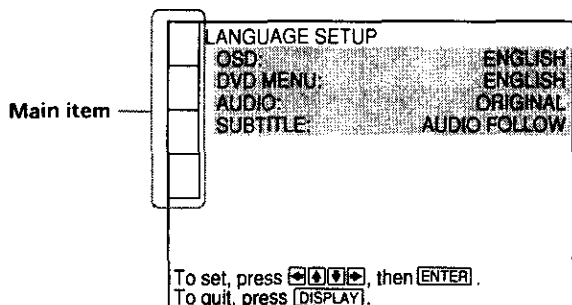 LANGUAGE SETUP
OSD: ENGLISH
DVD MENU: ENGLISH
AUDIO: ORIGINAL
SUBTITLE: AUDIO FOLLOW
Main item
To set, press ←↑↓→, then ENTER.
To quit, press DISPLAY.